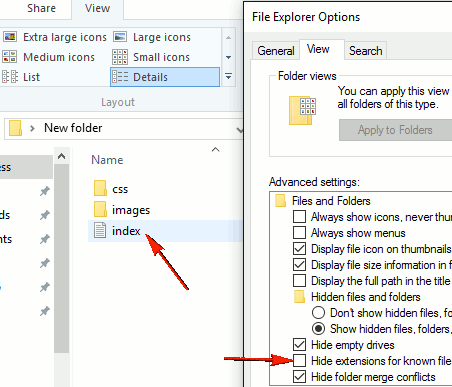 Share
View
Extra large icons
Large icons
Medium icons
Small icons
List
Details
Layout
New folder
Name
css
images
index
ess
ds
nts
File Explorer Options
General
View
Search
Folder views
You can apply this view
all folders of this type.
Apply to Folders
Advanced settings:
Files and Folders
Always show icons, never thu
Always show menus
Display file icon on thumbnails
Display file size information in f
Display the full path in the title
Hidden files and folders
Don't show hidden files, fo
Show hidden files, folders,
Hide empty drives
Hide extensions for known file
Hide folder merge conflicts